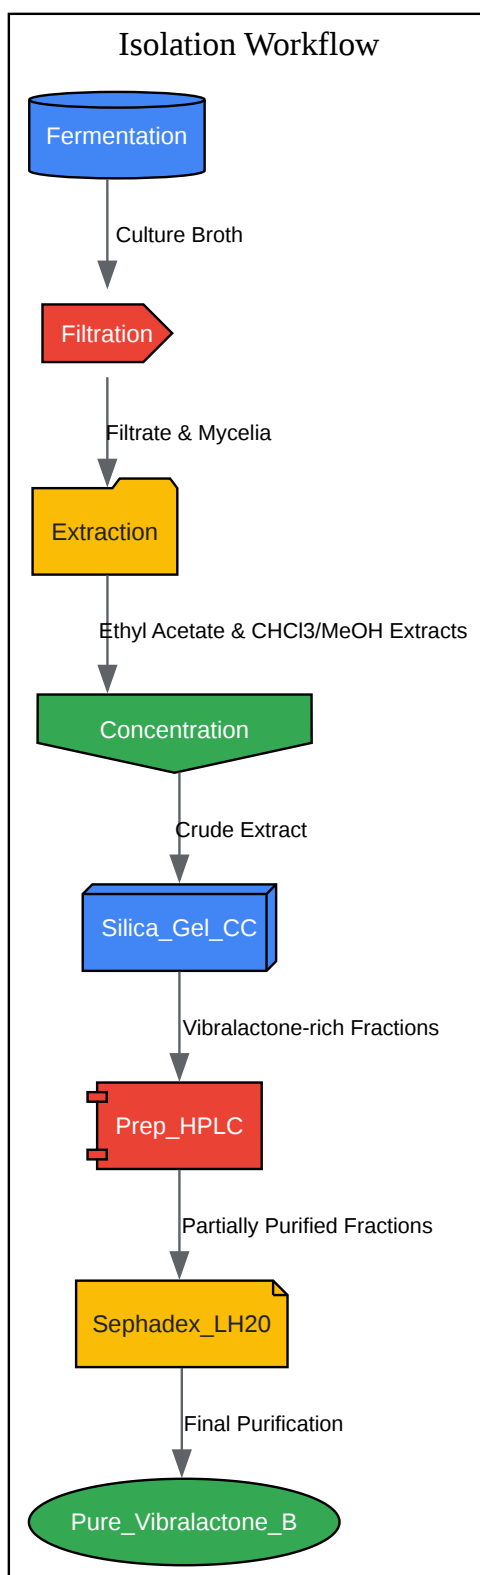 Isolation Workflow
Fermentation
Culture Broth
Filtration
Filtrate & Mycelia
Extraction
Ethyl Acetate & CHCl3/MeOH Extracts
Concentration
Crude Extract
Silica_Gel_CC
Vibralactone-rich Fractions
Prep_HPLC
Partially Purified Fractions
Sephadex_LH20
Final Purification
Pure_Vibralactone_B